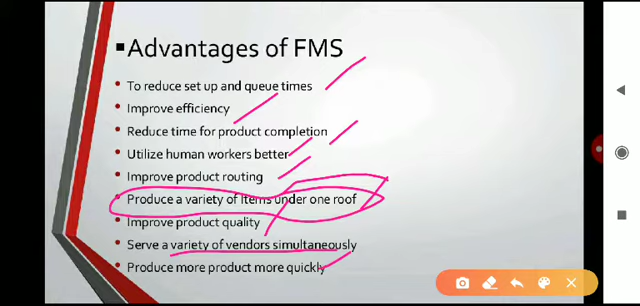 ▪Advantages of FMS
• To reduce set up and queue times
• Improve efficiency
• Reduce time for product completion
• Utilize human workers better
• Improve product routing
• Produce a variety of Items under one roof
• Improve product quality
• Serve a variety of vendors simultaneously
• Produce more product more quickly